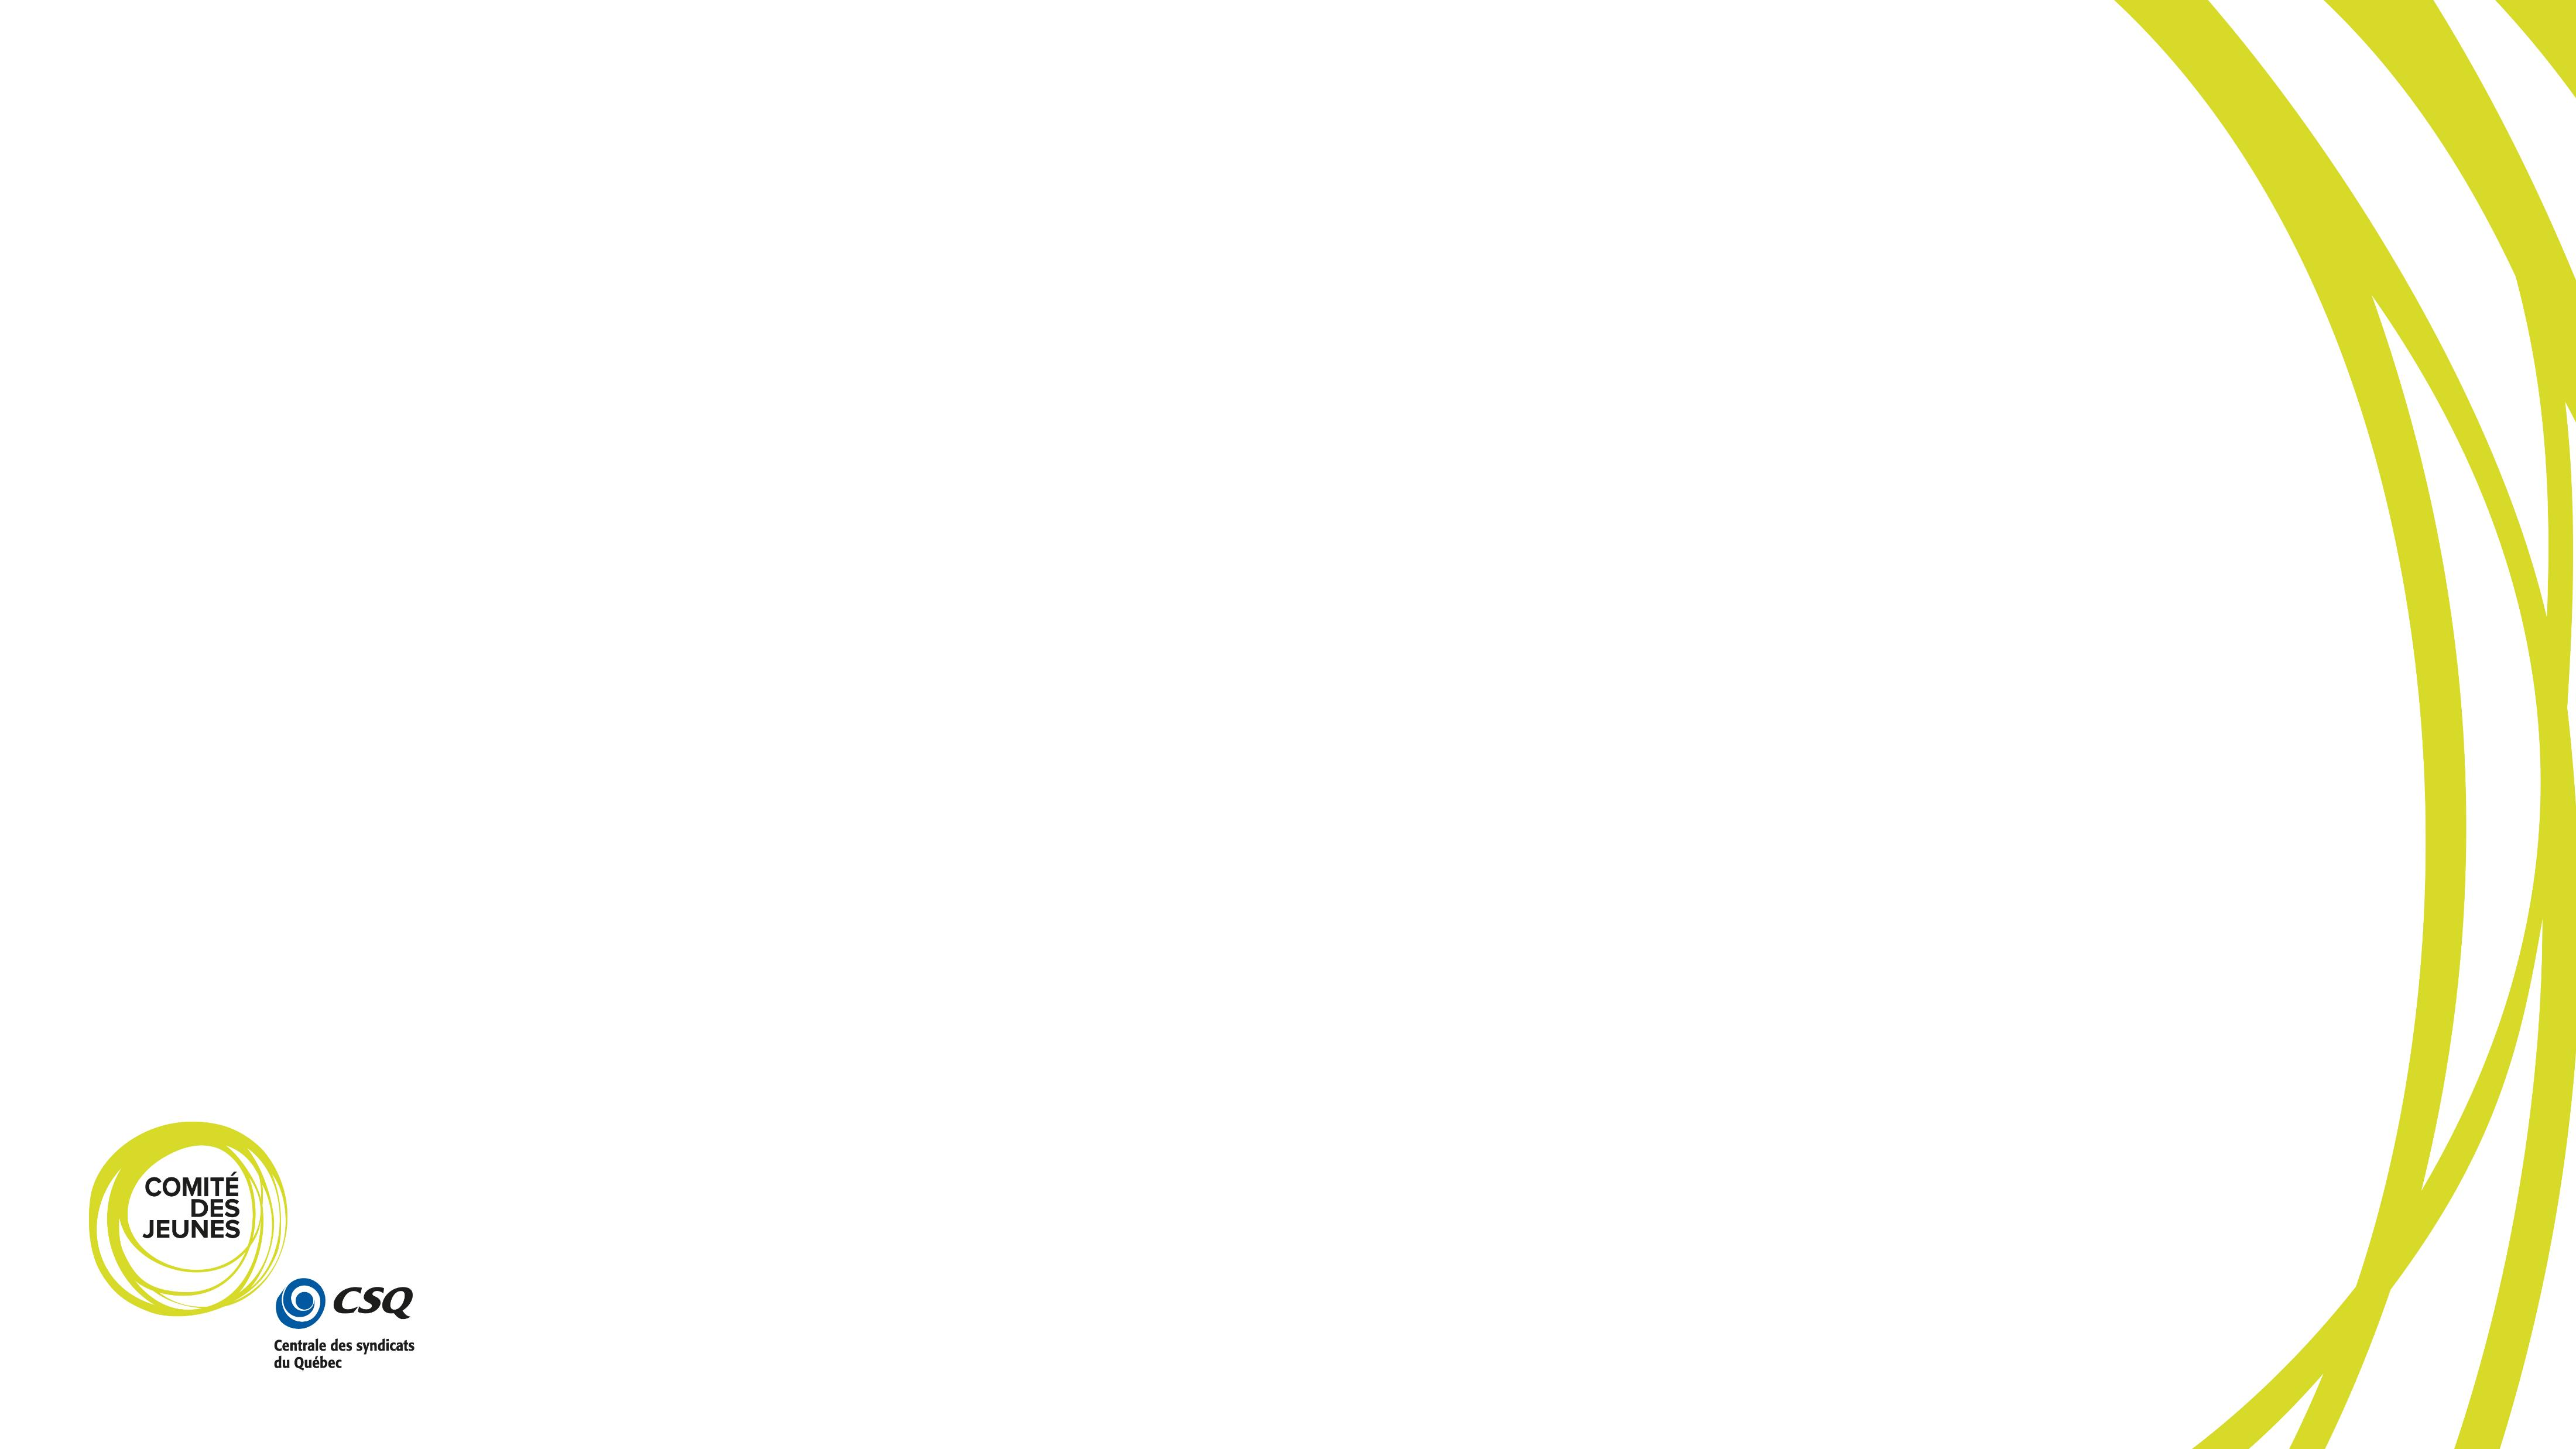 COMITÉ
DES
JEUNES
CSQ
Centrale des syndicats
du Québec